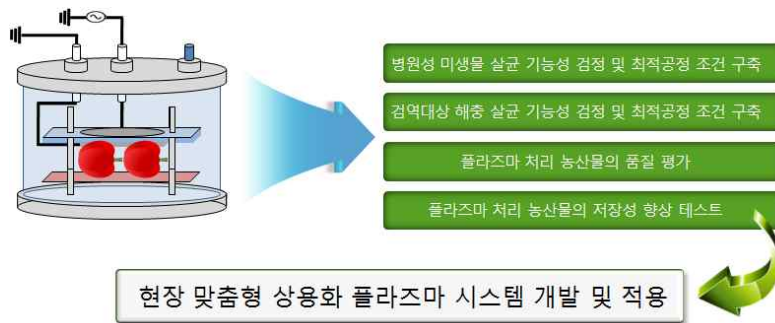 병원성 미생물 살균 기능성 검정 및 최적공정 조건 구축
검역대상 해충 살균 기능성 검정 및 최적공정 조건 구축
플라즈마 처리 농산물의 품질 평가
플라즈마 처리 농산물의 저장성 향상 테스트
현장 맞춤형 상용화 플라즈마 시스템 개발 및 적용